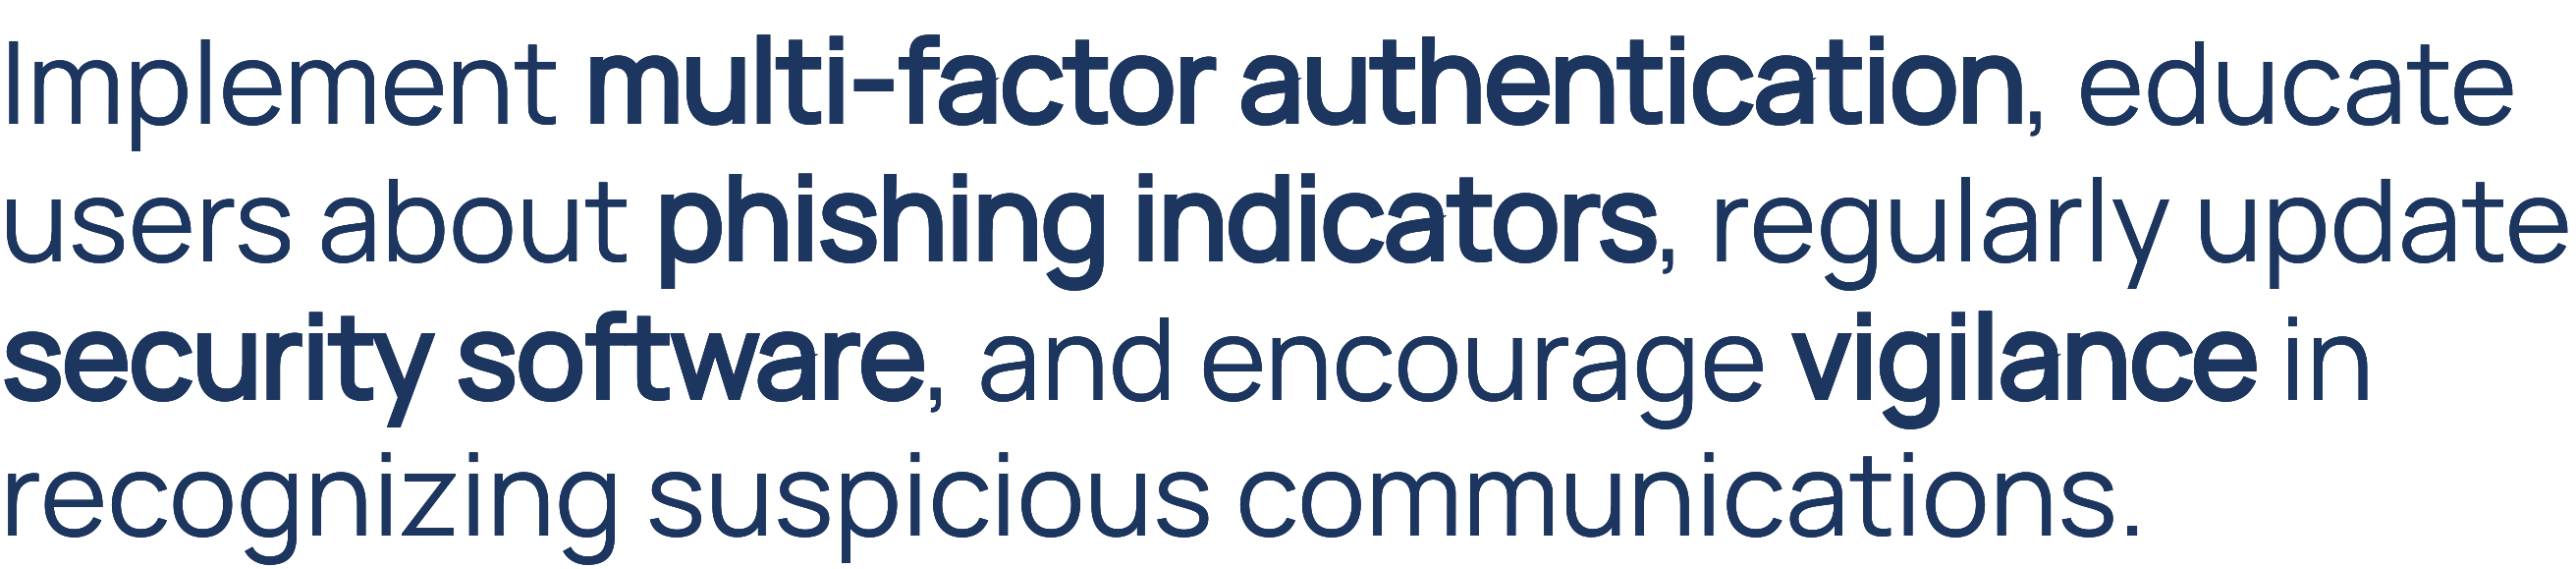 Implement multi-factor authentication, educate
users about phishing indicators, regularly update
security software, and encourage vigilance in
recognizing suspicious communications.